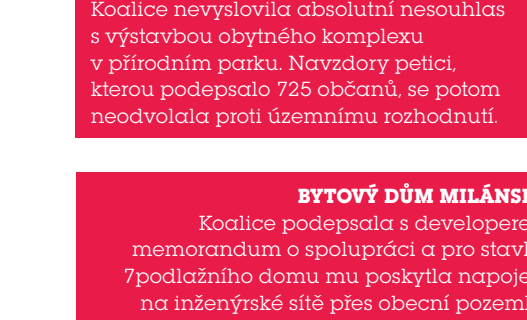 Koalice nevyslovila absolutní nesouhlas
s výstavbou obytného komplexu
v přírodním parku. Navzdory petici,
kterou podepsalo 725 občanů, se potom
neodvolala proti územnímu rozhodnutí.
BYTOVÝ DŮM
Koalice podepsala s
memorandum o spolupráci a pro
7podlažního domu mu poskytla
na inženýrské sítě přes obecní